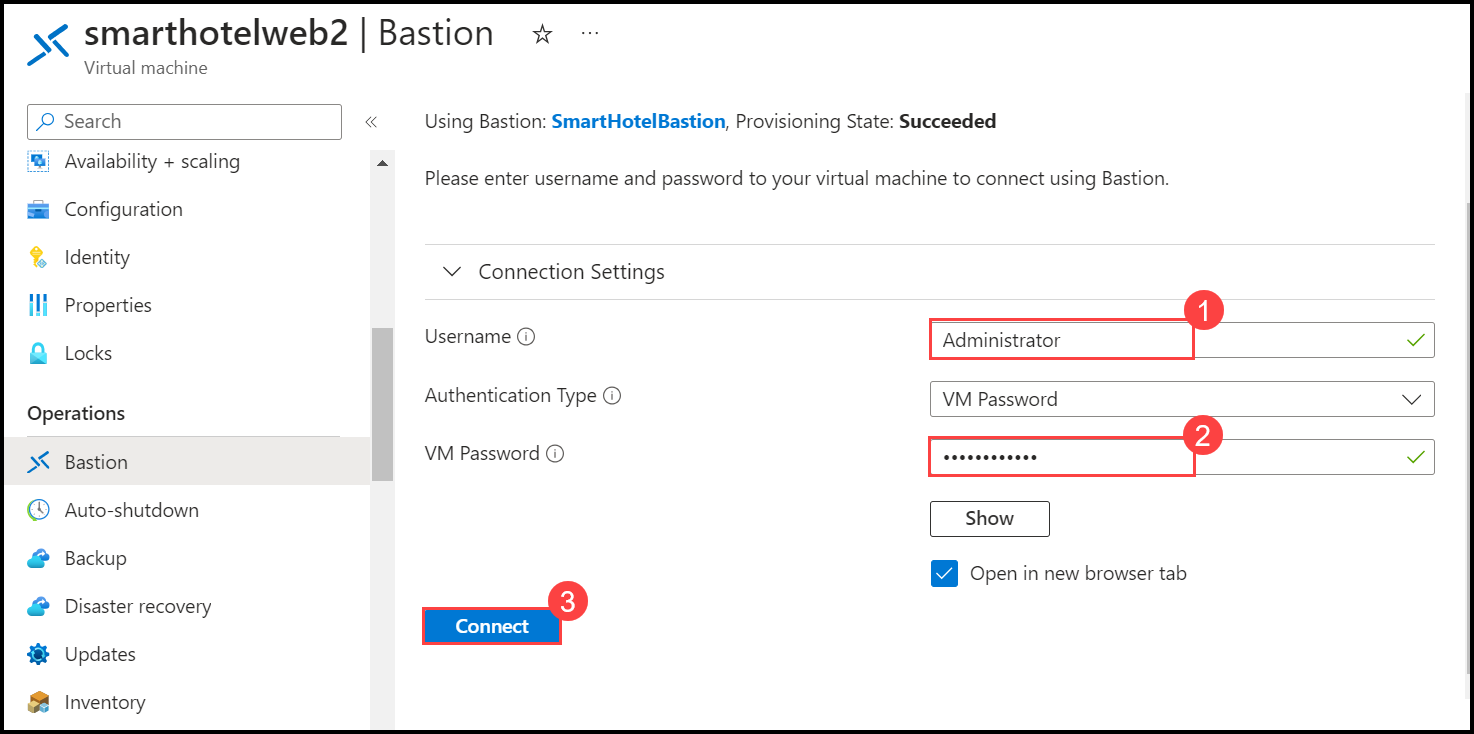 smarthotelweb2 | Bastion ☆ ...
Virtual machine
Search «
Availability + scaling
Configuration
Identity
Properties
Locks
Operations
Bastion
Auto-shutdown
Backup
Disaster recovery
Updates
Inventory
Using Bastion: SmartHotelBastion, Provisioning State: Succeeded
Please enter username and password to your virtual machine to connect using Bastion.
Connection Settings
1
Username
Administrator
Authentication Type
VM Password
2
VM Password
••••••••••••
Show
Open in new browser tab
3
Connect